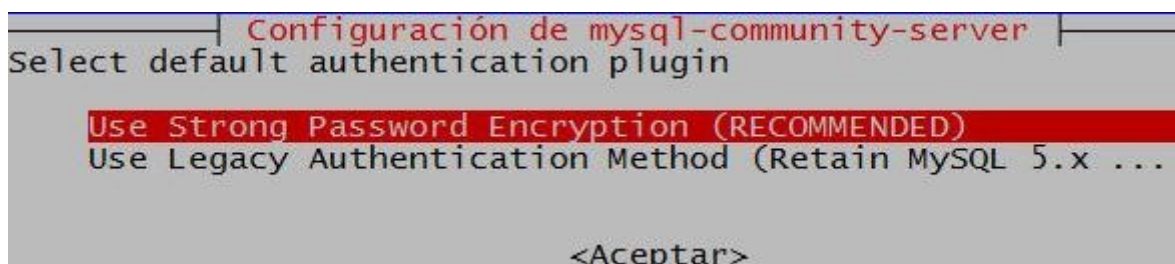 Configuración de mysql-community-server
Select default authentication plugin
Use Strong Password Encryption (RECOMMENDED)
Use Legacy Authentication Method (Retain MySQL 5.x ...
<Aceptar>